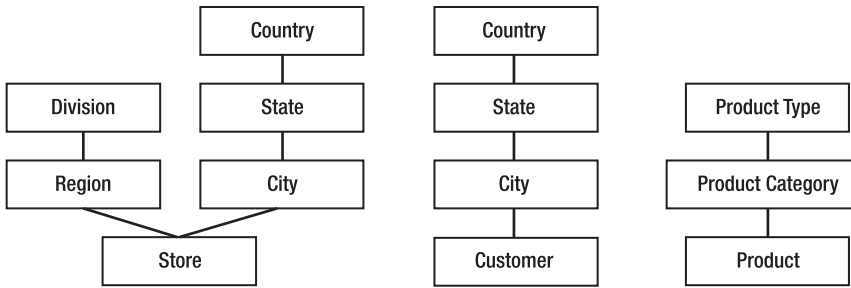 Country
Country
Division
State
State
Product Type
Region
City
City
Product Category
Store
Customer
Product